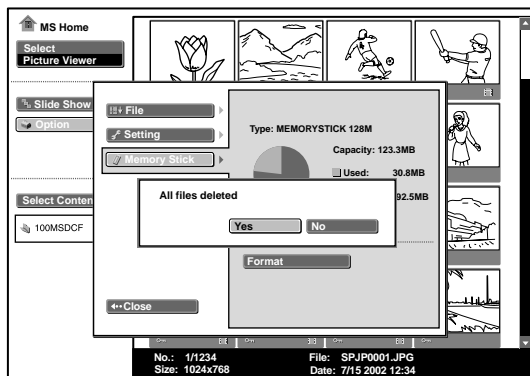 MS Home
Select
Picture Viewer
Slide Show
Option
Select Conten
100MSDCF
File
Setting
Memory Stick
Close
Type: MEMORYSTICK 128M
Capacity: 123.3MB
Used: 30.8MB
92.5MB
All files deleted
Yes No
Format
No.: 1/1234 File: SPJP0001.JPG
Size: 1024x768 Date: 7/15 2002 12:34